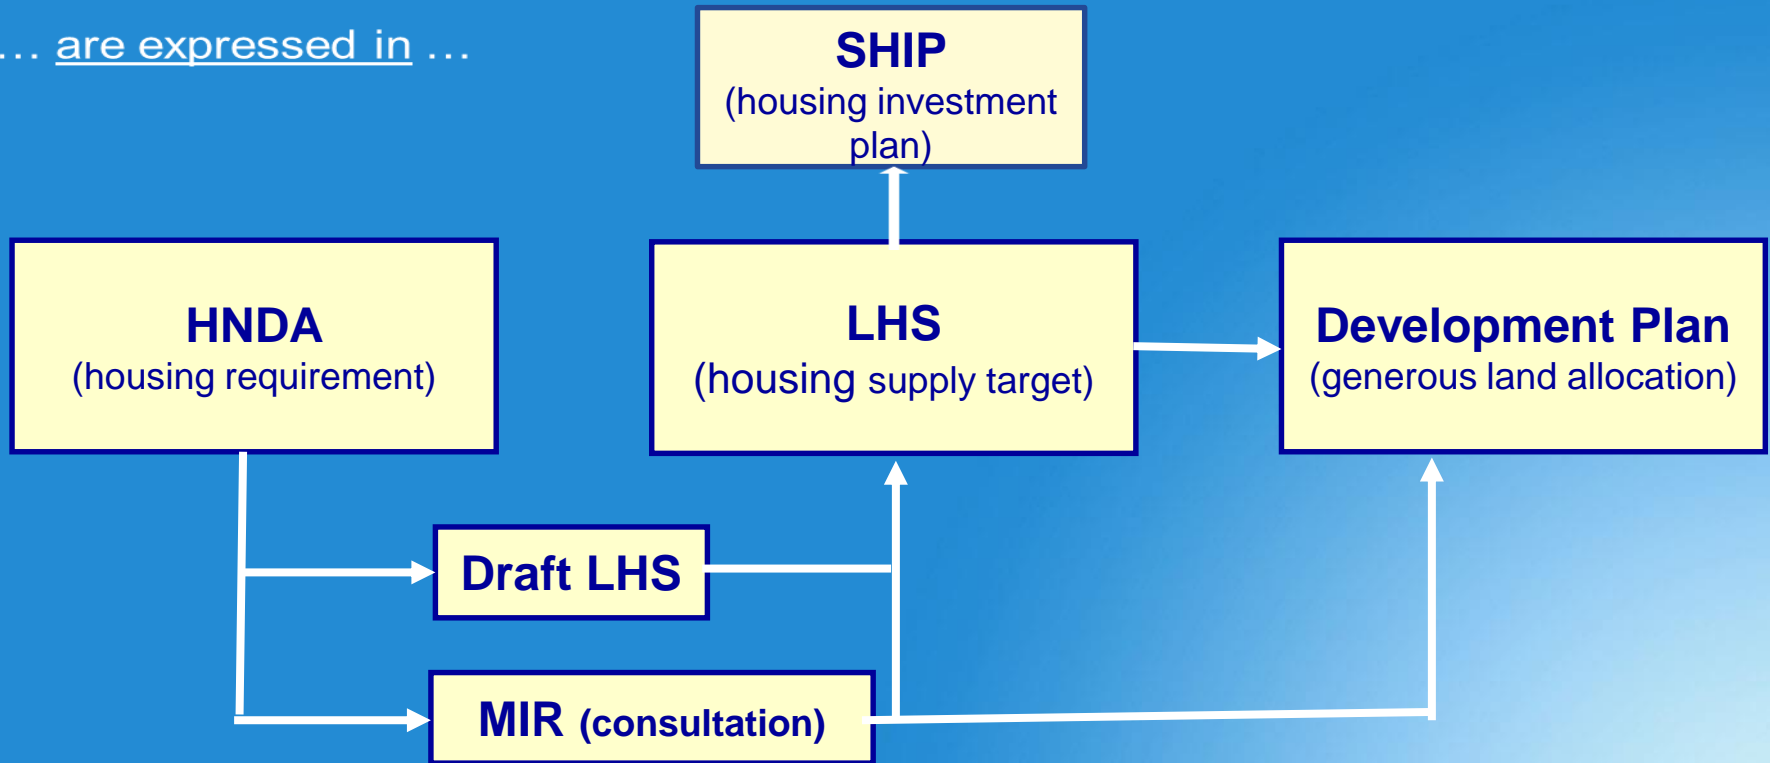 … are expressed in …
SHIP
(housing investment
plan)
HNDA
(housing requirement)
LHS
(housing supply target)
Development Plan
(generous land allocation)
Draft LHS
MIR (consultation)